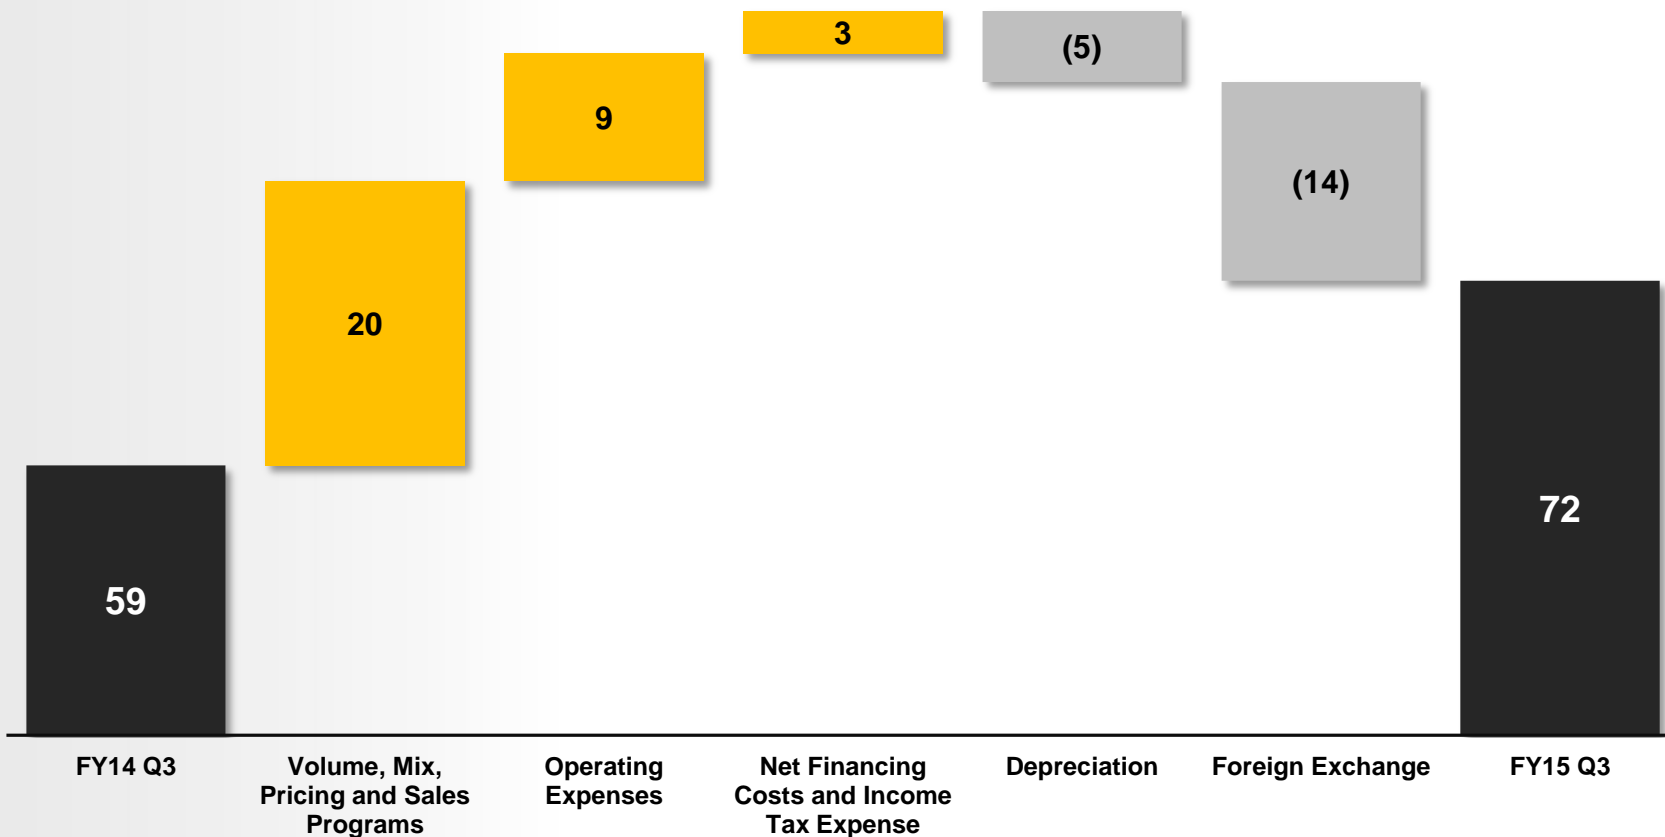 3
(5)
9
(14)
20
72
59
FY14 Q3
Volume, Mix,
Pricing and Sales
Programs
Operating
Expenses
Net Financing
Costs and Income
Tax Expense
Depreciation
Foreign Exchange
FY15 Q3